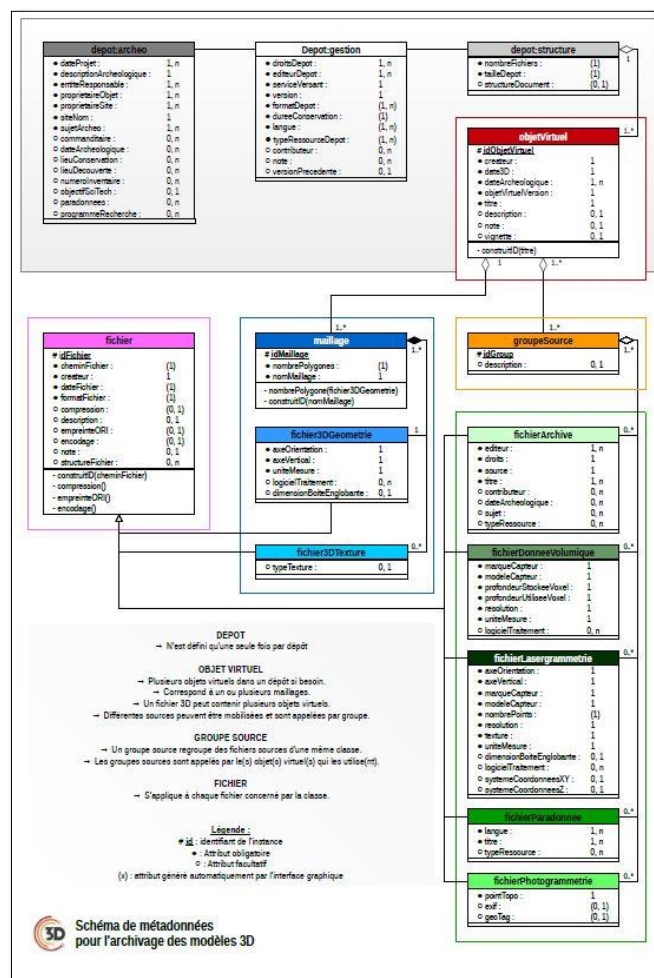 depot:archeo
● dateProjet : 1, n
● descriptionArcheologique : 1
● entiteResponsable : 1, n
● proprietaireObjet : 1, n
● proprietaireSite : 1, n
● siteNom : 1
● sujetArcheo : 1, n
○ commanditaire : 0, n
○ dateArcheologique : 0, n
○ lieuConservation : 0, n
○ lieuDecouverte : 0, n
○ numeroInventaire : 0, n
○ objectifSciTech : 0, 1
○ paradonnees : 0, n
○ programmeRecherche : 0, n
Depot:gestion
● droitsDepot : 1, n
● editeurDepot : 1, n
● serviceVersant : 1
● version : 1
● formatDepot : (1, n)
● dureeConservation : (1)
● langue : (1, n)
● typeRessourceDepot : (1, n)
○ contributeur : 0, n
○ note : 0, n
○ versionPrecedente : 0, 1
depot:structure
● nombreFichiers : (1)
● tailleDepot : (1)
○ structureDocument : (0, 1)
1
1..*
objetVirtuel
# idObjetVirtuel
● createur : 1
● date3D : 1
● dateArcheologique : 1, n
● objetVirtuelVersion : 1
● titre : 1
○ description : 0, 1
○ note : 0, 1
○ vignette : 0, 1
- construitID(titre)
1
1..*
1..*
1..*
fichier
# idFichier
● cheminFichier : (1)
● createur : 1
● dateFichier : (1)
● formatFichier : (1)
○ compression : (0, 1)
○ description : 0, 1
○ empreinteORI : (0, 1)
○ encodage : (0, 1)
○ note : 0, 1
○ structureFichier : 0, n
- construitID(cheminFichier)
- compression()
- empreinteORI()
- encodage()
maillage
# idMaillage
● nombrePolygones : (1)
● nomMaillage : 1
- nombrePolygone(fichier3DGeometrie)
- construitID(nomMaillage)
1..*
groupeSource
# idGroup
○ description : 0, 1
1..*
fichier3DGeometrie
● axeOrientation : 1
● axeVertical : 1
● uniteMesure : 1
○ logicielTraitement : 0, n
○ dimensionBoiteEnglobante : 0, 1
1
fichier3DTexture
○ typeTexture : 0, 1
0..*
fichierArchive
● editeur : 1, n
● droits : 1
● source : 1
● titre : 1, n
○ contributeur : 0, n
○ dateArcheologique : 0, n
○ sujet : 0, n
○ typeRessource : 0, n
0..*
fichierDonneeVolumique
● marqueCapteur : 1
● modeleCapteur : 1
● profondeurStockeeVoxel : 1
● profondeurUtiliseeVoxel : 1
● resolution : 1
● uniteMesure : 1
○ logicielTraitement : 0, n
0..*
fichierLasergrammetrie
● axeOrientation : 1
● axeVertical : 1
● marqueCapteur : 1
● modeleCapteur : 1
● nombrePoints : (1)
● resolution : 1
● texture : 1
● uniteMesure : 1
○ dimensionBoiteEnglobante : 0, 1
○ logicielTraitement : 0, n
○ systemeCoordonneesXY : 0, 1
○ systemeCoordonneesZ : 0, 1
0..*
fichierParadonnee
● langue : 1, n
● titre : 1, n
○ typeRessource : 0, n
0..*
fichierPhotogrammetrie
● pointTopo : 1
○ exif : (0, 1)
○ geoTag : (0, 1)
0..*
DEPOT
→ N'est défini qu'une seule fois par dépôt
OBJET VIRTUEL
→ Plusieurs objets virtuels dans un dépôt si besoin.
→ Correspond à un ou plusieurs maillages.
→ Un fichier 3D peut contenir plusieurs objets virtuels.
→ Différentes sources peuvent être mobilisées et sont appelées par groupe.
GROUPE SOURCE
→ Un groupe source regroupe des fichiers sources d'une même classe.
→ Les groupes sources sont appelés par le(s) objet(s) virtuel(s) qui les utilise(nt).
FICHIER
→ S'applique à chaque fichier concerné par la classe.
Légende :
# id : identifiant de l'instance
● : Attribut obligatoire
○ : Attribut facultatif
(x) : attribut généré automatiquement par l'interface graphique
3D
Schéma de métadonnées
pour l'archivage des modèles 3D